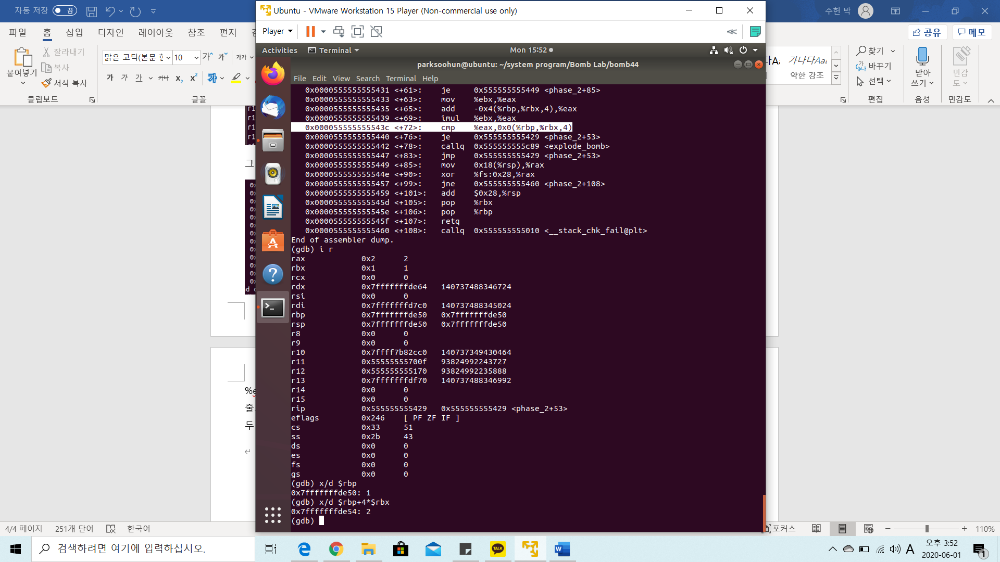 자동 저장 끔
수헌 박
파일 홈 삽입 디자인 레이아웃 참조 편지
공유 메모
붙여넣기
잘라내기
복사
서식 복사
클립보드
맑은 고딕(본문 한 10
글꼴
가나다Aa
약한 강조
찾기
바꾸기
선택
편집
받아
쓰기
음성
민감
도
민감도
그
줄
두
Ubuntu - VMware Workstation 15 Player (Non-commercial use only)
Player
Activities Terminal Mon 15:52
parksoohun@ubuntu: ~/system program/Bomb Lab/bomb44
File Edit View Search Terminal Help
0x0000555555555431 <+61>: je 0x555555555449 <phase_2+85>
0x0000555555555433 <+63>: mov %ebx,%eax
0x0000555555555435 <+65>: add -0x4(%rbp,%rbx,4),%eax
0x0000555555555439 <+69>: imul %ebx,%eax
0x000055555555543c <+72>: cmp %eax,0x0(%rbp,%rbx,4)
0x0000555555555440 <+76>: je 0x555555555429 <phase_2+53>
0x0000555555555442 <+78>: callq 0x555555555c89 <explode_bomb>
0x0000555555555447 <+83>: jmp 0x555555555429 <phase_2+53>
0x0000555555555449 <+85>: mov 0x18(%rsp),%rax
0x000055555555544e <+90>: xor %fs:0x28,%rax
0x0000555555555457 <+99>: jne 0x555555555460 <phase_2+108>
0x0000555555555459 <+101>: add $0x28,%rsp
0x000055555555545d <+105>: pop %rbx
0x000055555555545e <+106>: pop %rbp
0x000055555555545f <+107>: retq
0x0000555555555460 <+108>: callq 0x555555555010 <__stack_chk_fail@plt>
End of assembler dump.
(gdb) i r
rax 0x2 2
rbx 0x1 1
rcx 0x0 0
rdx 0x7fffffffde64 140737488346724
rsi 0x0 0
rdi 0x7fffffffd7c0 140737488345024
rbp 0x7fffffffde50 0x7fffffffde50
rsp 0x7fffffffde50 0x7fffffffde50
r8 0x0 0
r9 0x0 0
r10 0x7ffff7b82cc0 140737349430464
r11 0x55555555700f 93824992243727
r12 0x555555555170 93824992235888
r13 0x7fffffffdf70 140737488346992
r14 0x0 0
r15 0x0 0
rip 0x555555555429 0x555555555429 <phase_2+53>
eflags 0x246 [ PF ZF IF ]
cs 0x33 51
ss 0x2b 43
ds 0x0 0
es 0x0 0
fs 0x0 0
gs 0x0 0
(gdb) x/d $rbp
0x7fffffffde50: 1
(gdb) x/d $rbp+4*$rbx
0x7fffffffde54: 2
(gdb)
4/4 페이지 251개 단어 한국어 포커스 110%
검색하려면 여기에 입력하십시오.
TALK
A
오후 3:52
2020-06-01
1